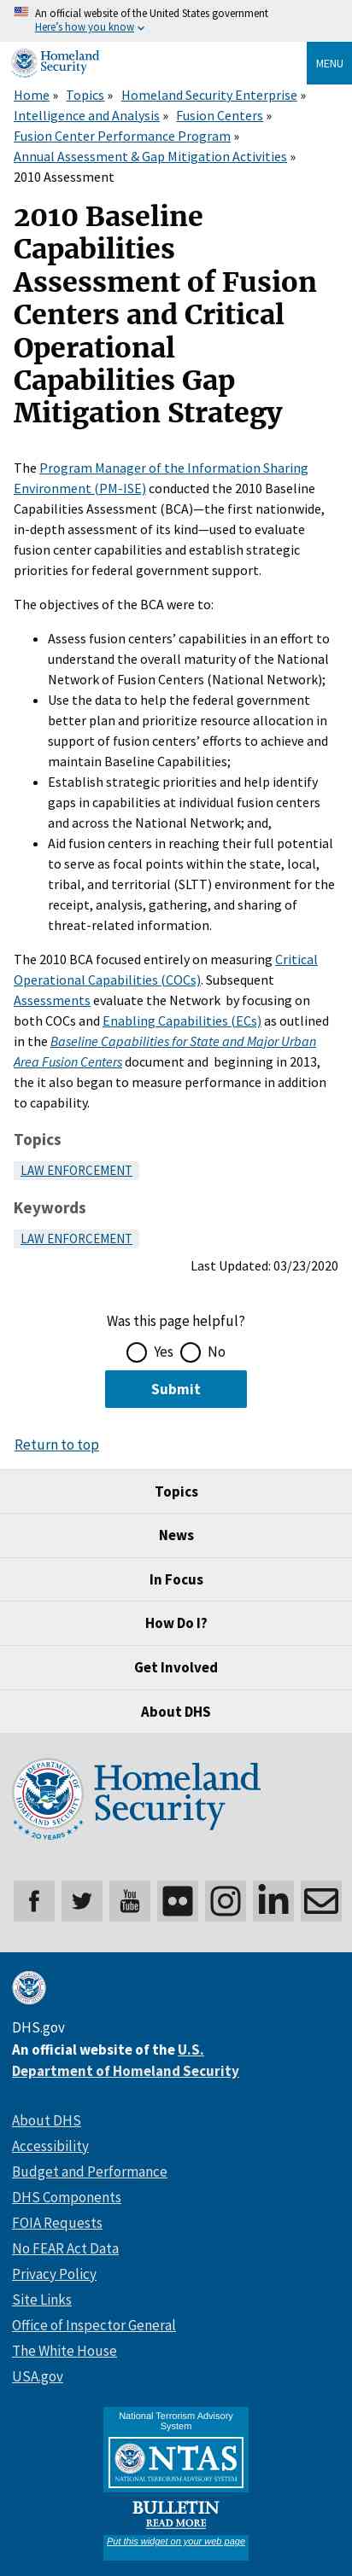 An official website of the United States government
Here's how you know
Homeland
Security
MENU
Home » Topics » Homeland Security Enterprise »
Intelligence and Analysis » Fusion Centers »
Fusion Center Performance Program »
Annual Assessment & Gap Mitigation Activities »
2010 Assessment
2010 Baseline
Capabilities
Assessment of Fusion
Centers and Critical
Operational
Capabilities Gap
Mitigation Strategy
The Program Manager of the Information Sharing
Environment (PM-ISE) conducted the 2010 Baseline
Capabilities Assessment (BCA)—the first nationwide,
in-depth assessment of its kind—used to evaluate
fusion center capabilities and establish strategic
priorities for federal government support.
The objectives of the BCA were to:
Assess fusion centers’ capabilities in an effort to
understand the overall maturity of the National
Network of Fusion Centers (National Network);
Use the data to help the federal government
better plan and prioritize resource allocation in
support of fusion centers’ efforts to achieve and
maintain Baseline Capabilities;
Establish strategic priorities and help identify
gaps in capabilities at individual fusion centers
and across the National Network; and,
Aid fusion centers in reaching their full potential
to serve as focal points within the state, local,
tribal, and territorial (SLTT) environment for the
receipt, analysis, gathering, and sharing of
threat-related information.
The 2010 BCA focused entirely on measuring Critical
Operational Capabilities (COCs). Subsequent
Assessments evaluate the Network by focusing on
both COCs and Enabling Capabilities (ECs) as outlined
in the Baseline Capabilities for State and Major Urban
Area Fusion Centers document and beginning in 2013,
the it also began to measure performance in addition
to capability.
Topics
LAW ENFORCEMENT
Keywords
LAW ENFORCEMENT
Last Updated: 03/23/2020
Was this page helpful?
Yes No
Submit
Return to top
Topics
News
In Focus
How Do I?
Get Involved
About DHS
U.S. DEPARTMENT OF HOMELAND SECURITY
Homeland
Security
20 YEARS
You Tube
DHS.gov
An official website of the U.S.
Department of Homeland Security
About DHS
Accessibility
Budget and Performance
DHS Components
FOIA Requests
No FEAR Act Data
Privacy Policy
Site Links
Office of Inspector General
The White House
USA.gov
National Terrorism Advisory
System
NTAS
NATIONAL TERRORISM ADVISORY SYSTEM
BULLETIN
READ MORE
Put this widget on your web page